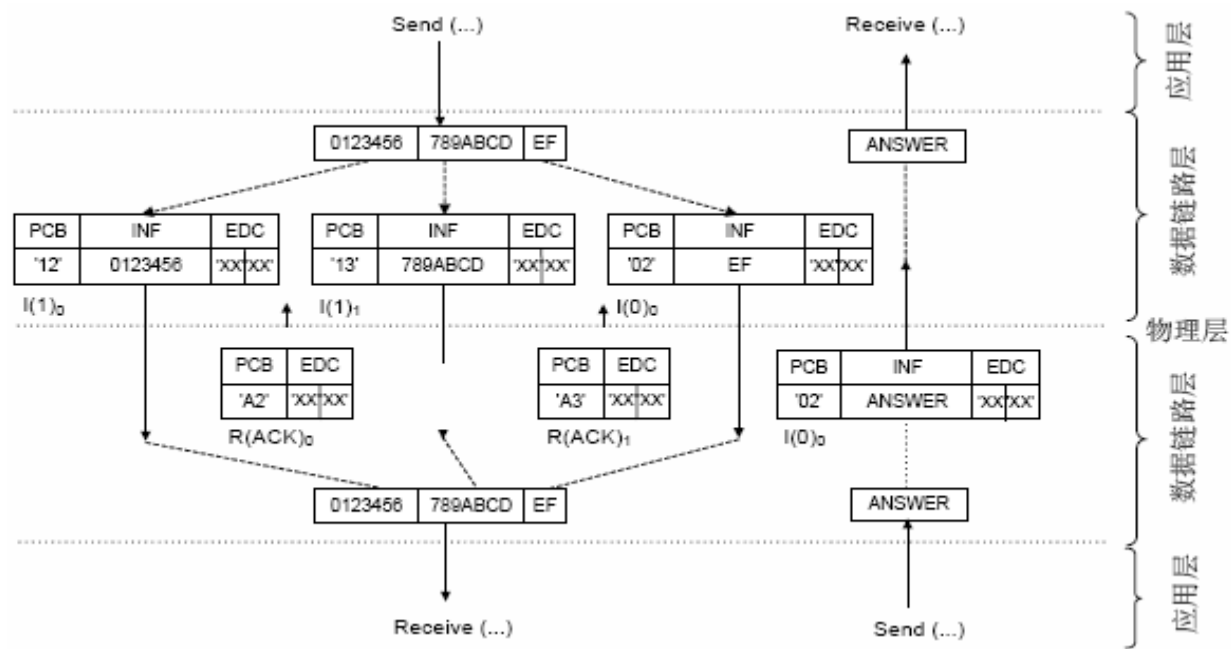 Send (...) Receive (...)
应用层
0123456 789ABCD EF ANSWER
数据链路层
PCB INF EDC PCB INF EDC PCB INF EDC
'12' 0123456 'XX''XX' '13' 789ABCD 'XX''XX' '02' EF 'XX''XX'
I(1)₀ I(1)₁ I(0)₀
物理层
PCB EDC PCB EDC PCB INF EDC
'A2' 'XX''XX' 'A3' 'XX''XX' '02' ANSWER 'XX''XX'
R(ACK)₀ R(ACK)₁ I(0)₀
数据链路层
0123456 789ABCD EF ANSWER
应用层
Receive (...) Send (...)